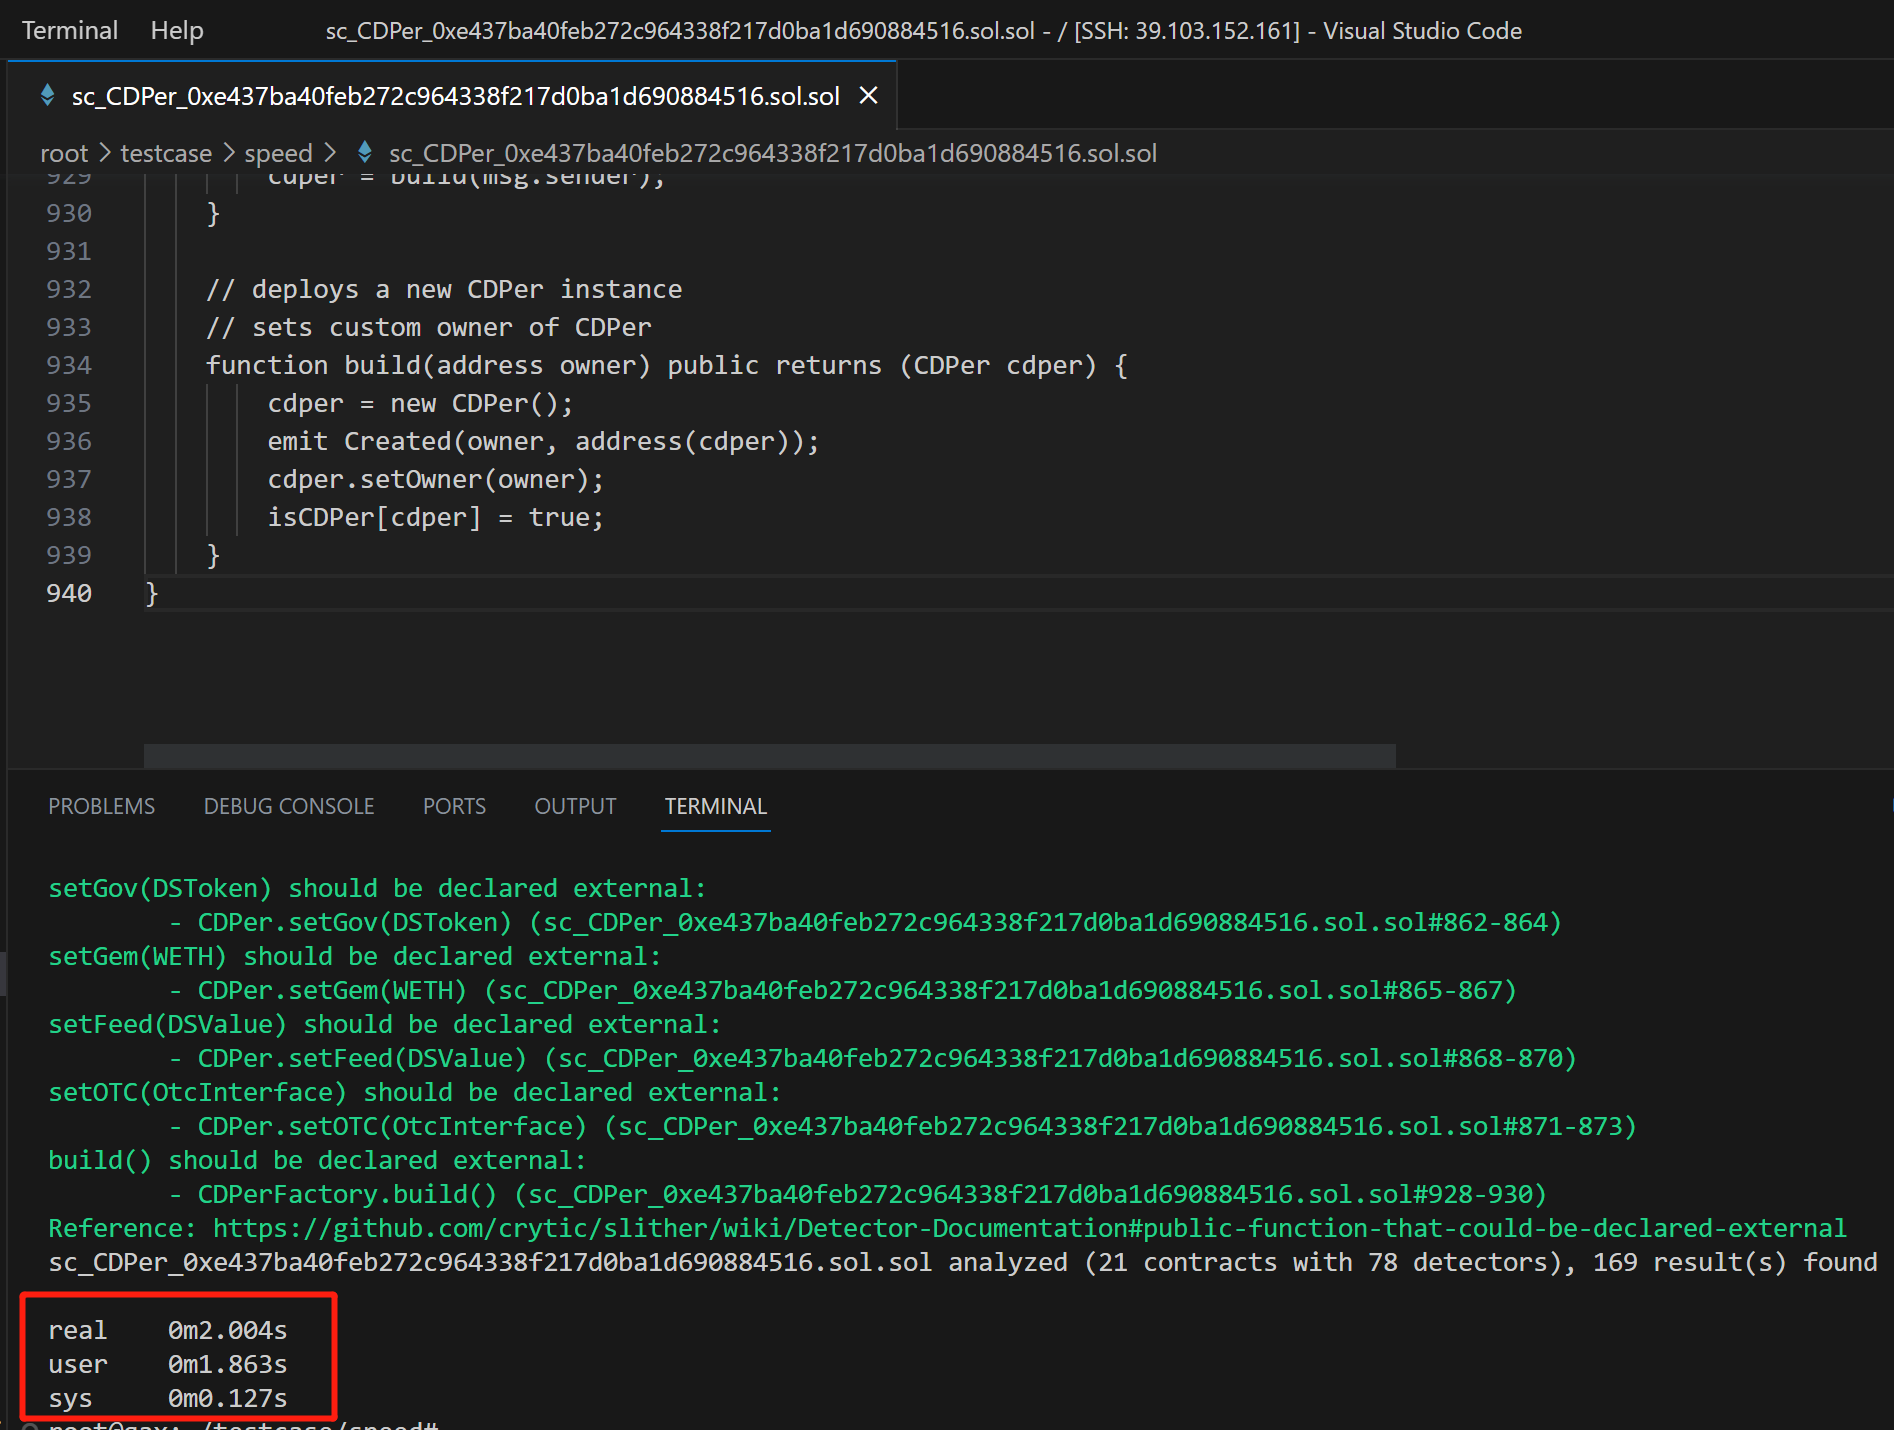 Terminal Help sc_CDPer_0xe437ba40feb272c964338f217d0ba1d690884516.sol.sol - / [SSH: 39.103.152.161] - Visual Studio Code
sc_CDPer_0xe437ba40feb272c964338f217d0ba1d690884516.sol.sol
root > testcase > speed > sc_CDPer_0xe437ba40feb272c964338f217d0ba1d690884516.sol.sol
929 cdper = build(msg.sender);
930 }
931
932 // deploys a new CDPer instance
933 // sets custom owner of CDPer
934 function build(address owner) public returns (CDPer cdper) {
935 cdper = new CDPer();
936 emit Created(owner, address(cdper));
937 cdper.setOwner(owner);
938 isCDPer[cdper] = true;
939 }
940 }
PROBLEMS DEBUG CONSOLE PORTS OUTPUT TERMINAL
setGov(DSToken) should be declared external:
- CDPer.setGov(DSToken) (sc_CDPer_0xe437ba40feb272c964338f217d0ba1d690884516.sol.sol#862-864)
setGem(WETH) should be declared external:
- CDPer.setGem(WETH) (sc_CDPer_0xe437ba40feb272c964338f217d0ba1d690884516.sol.sol#865-867)
setFeed(DSValue) should be declared external:
- CDPer.setFeed(DSValue) (sc_CDPer_0xe437ba40feb272c964338f217d0ba1d690884516.sol.sol#868-870)
setOTC(OtcInterface) should be declared external:
- CDPer.setOTC(OtcInterface) (sc_CDPer_0xe437ba40feb272c964338f217d0ba1d690884516.sol.sol#871-873)
build() should be declared external:
- CDPerFactory.build() (sc_CDPer_0xe437ba40feb272c964338f217d0ba1d690884516.sol.sol#928-930)
Reference: https://github.com/crytic/slither/wiki/Detector-Documentation#public-function-that-could-be-declared-external
sc_CDPer_0xe437ba40feb272c964338f217d0ba1d690884516.sol.sol analyzed (21 contracts with 78 detectors), 169 result(s) found
real 0m2.004s
user 0m1.863s
sys 0m0.127s